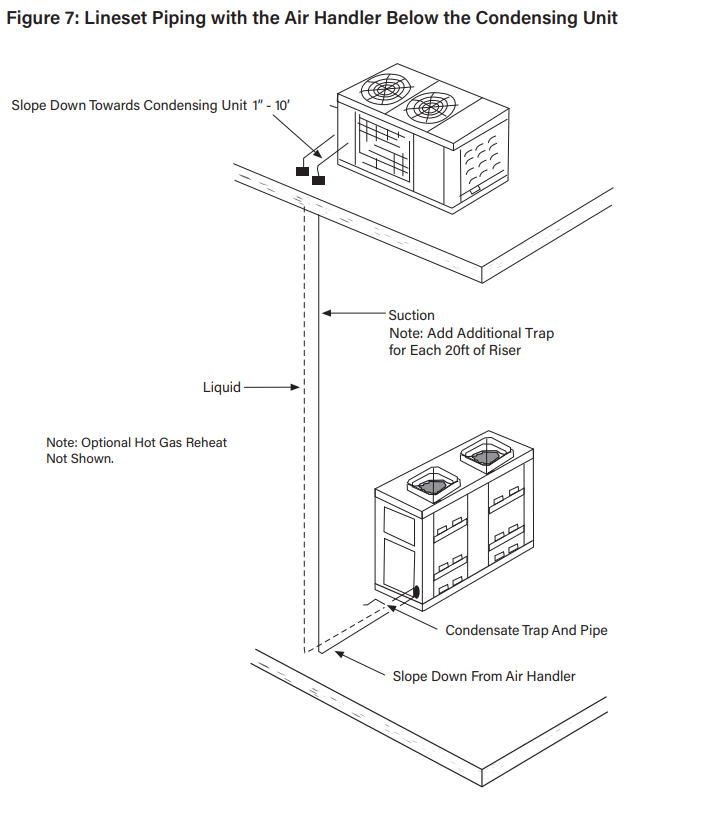 Figure 7: Lineset Piping with the Air Handler Below the Condensing Unit
Slope Down Towards Condensing Unit 1” - 10’
Suction
Note: Add Additional Trap
for Each 20ft of Riser
Liquid
Note: Optional Hot Gas Reheat
Not Shown.
Condensate Trap And Pipe
Slope Down From Air Handler